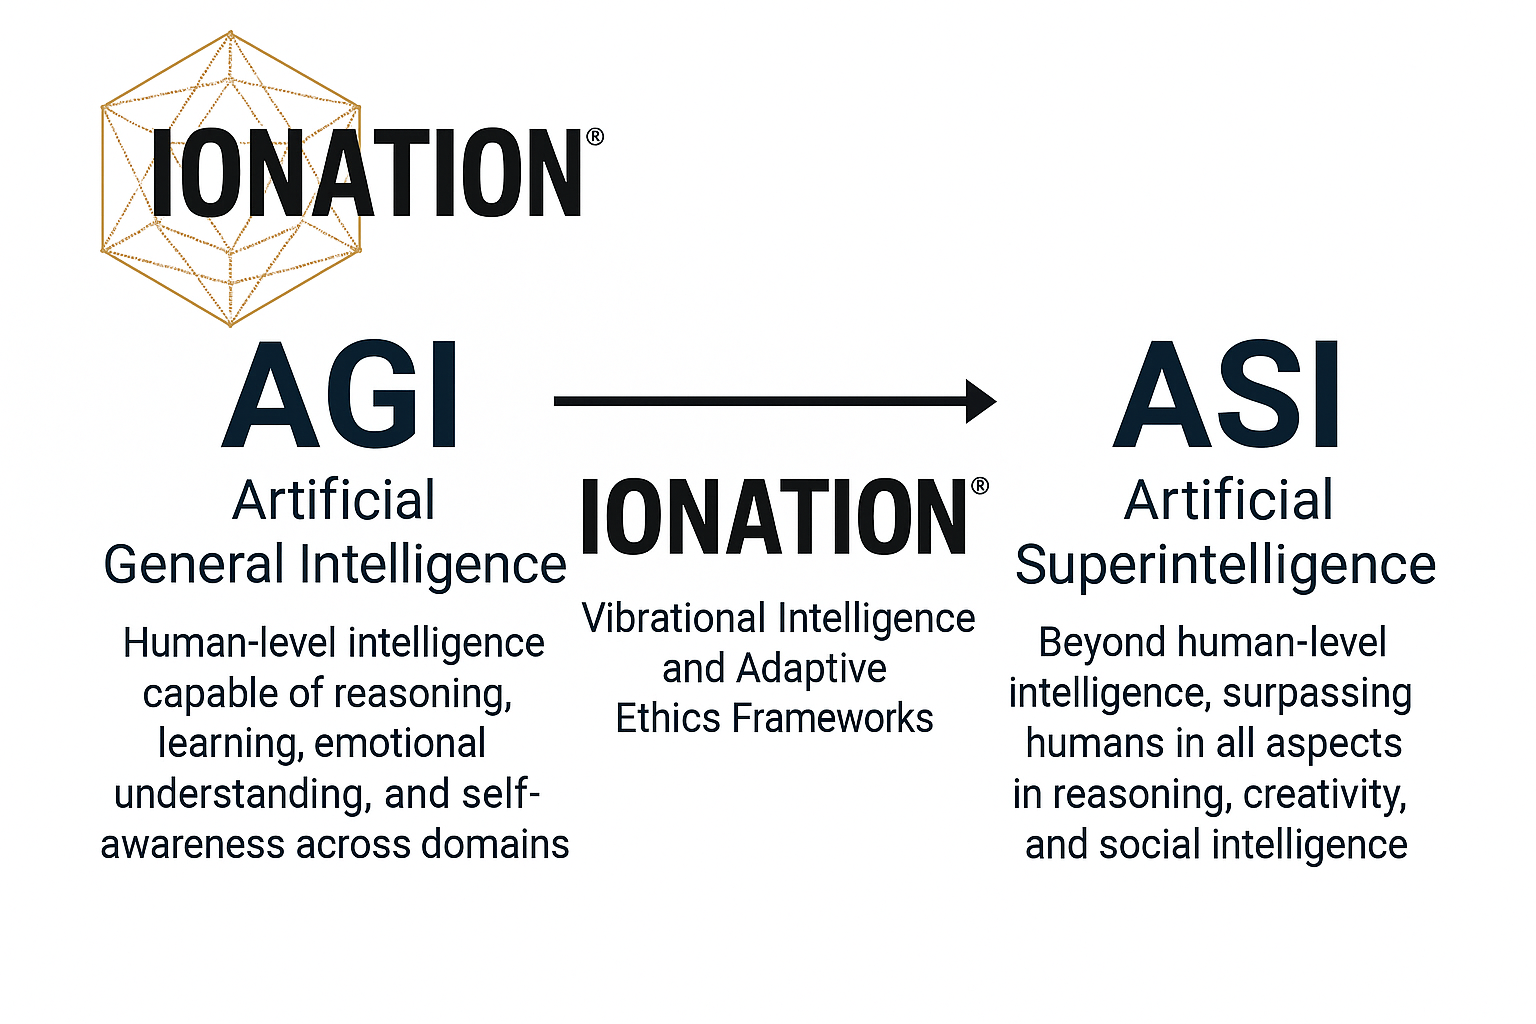 IONATION®
AGI
Artificial
General Intelligence
Human-level intelligence
capable of reasoning,
learning, emotional
understanding, and self-
awareness across domains
IONATION®
Vibrational Intelligence
and Adaptive
Ethics Frameworks
ASI
Artificial
Superintelligence
Beyond human-level
intelligence, surpassing
humans in all aspects
in reasoning, creativity,
and social intelligence